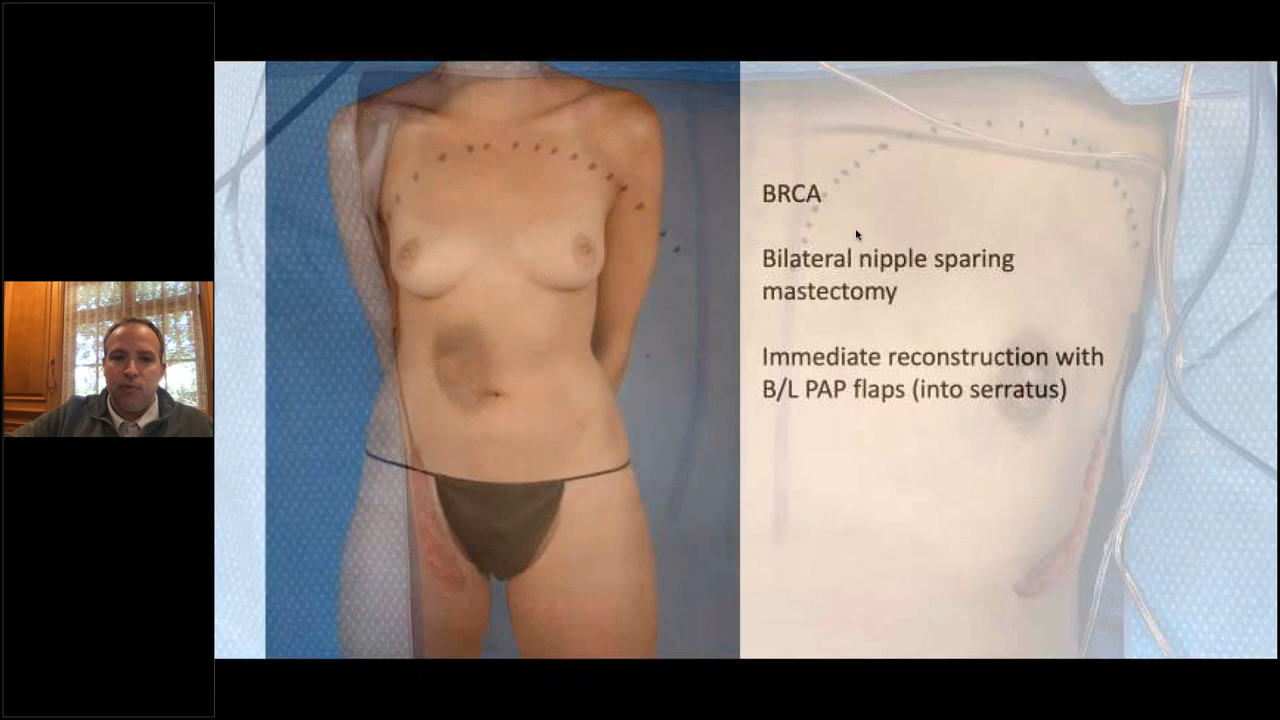 BRCA
Bilateral nipple sparing
mastectomy
Immediate reconstruction with
B/L PAP flaps (into serratus)